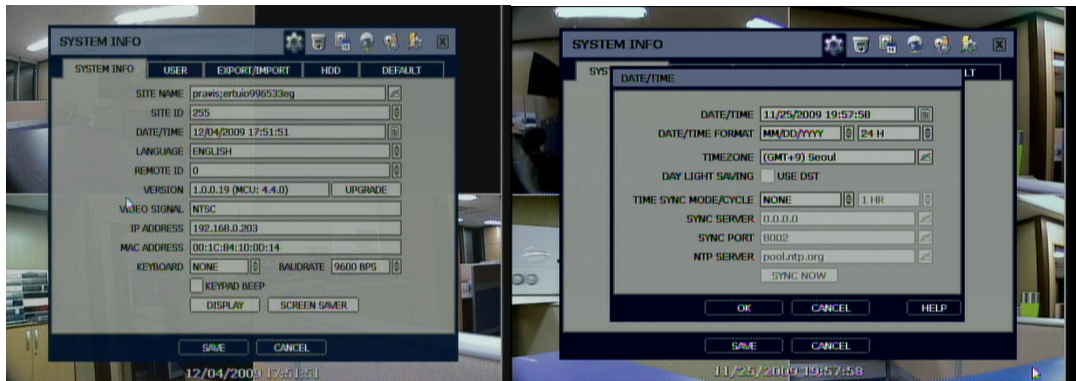 SYSTEM INFO
SYSTEM INFO USER EXPORT/IMPORT HDD DEFAULT
SITE NAME pravis;ertuio996533eg
SITE ID 255
DATE/TIME 12/04/2009 17:51:51
LANGUAGE ENGLISH
REMOTE ID 0
VERSION 1.0.0.19 (MCU: 4.4.0) UPGRADE
VIDEO SIGNAL NTSC
IP ADDRESS 192.168.0.203
MAC ADDRESS 00:1C:84:10:0D:14
KEYBOARD NONE BAUDRATE 9600 BPS
KEYPAD BEEP
DISPLAY SCREEN SAVER
SAVE CANCEL
12/04/2009 17:51:51
SYSTEM INFO
SYS LT
DATE/TIME
DATE/TIME 11/25/2009 19:57:58
DATE/TIME FORMAT MM/DD/YYYY 24 H
TIMEZONE (GMT+9) Seoul
DAY LIGHT SAVING USE DST
TIME SYNC MODE/CYCLE NONE 1 HR
SYNC SERVER 0.0.0.0
SYNC PORT 8002
NTP SERVER pool.ntp.org
SYNC NOW
OK CANCEL HELP
SAVE CANCEL
11/25/2009 19:57:58